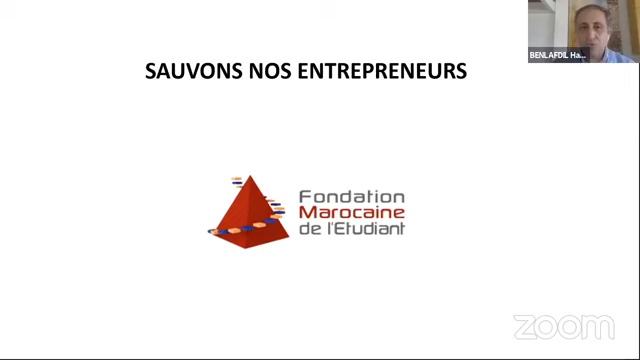 SAUVONS NOS ENTREPRENEURS
BENLAFDIL Ha...
Fondation
Marocaine
de l'Etudiant
zoom